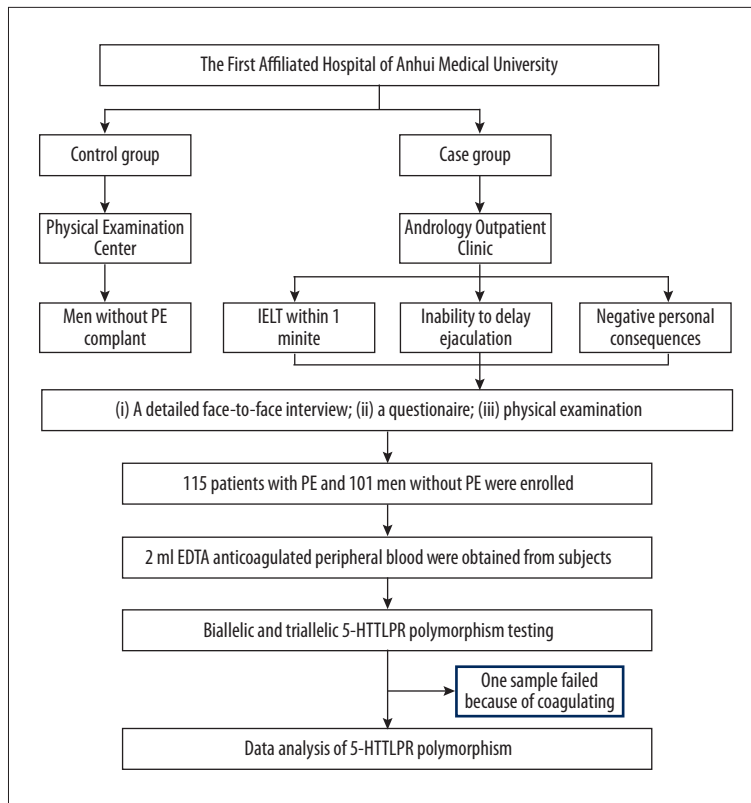 The First Affiliated Hospital of Anhui Medical University
Control group
Case group
Physical Examination
Center
Andrology Outpatient
Clinic
Men without PE
complant
IELT within 1
minite
Inability to delay
ejaculation
Negative personal
consequences
(i) A detailed face-to-face interview; (ii) a questionaire; (iii) physical examination
115 patients with PE and 101 men without PE were enrolled
2 ml EDTA anticoagulated peripheral blood were obtained from subjects
Biallelic and triallelic 5-HTTLPR polymorphism testing
One sample failed
because of coagulating
Data analysis of 5-HTTLPR polymorphism